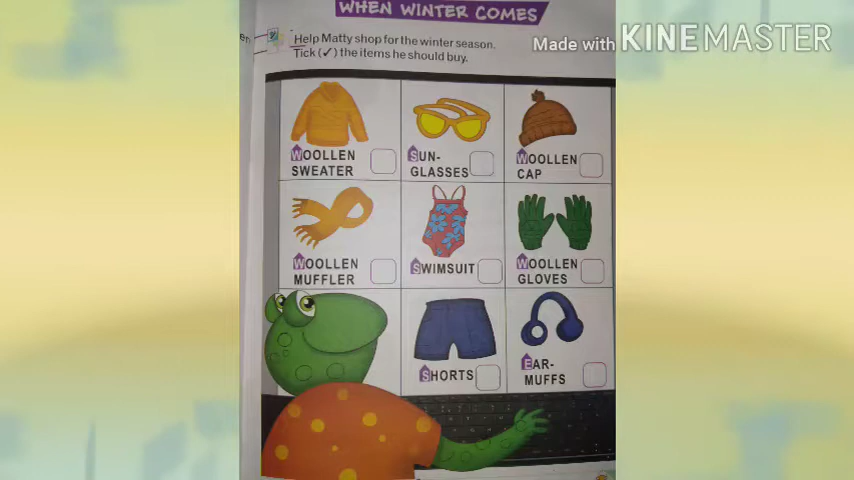 WHEN WINTER COMES
en
Help Matty shop for the winter season.
Tick (✓) the items he should buy.
Made with KINEMASTER
WOOLLEN
SWEATER
SUN-
GLASSES
WOOLLEN
CAP
WOOLLEN
MUFFLER
SWIMSUIT
WOOLLEN
GLOVES
SHORTS
EAR-
MUFFS